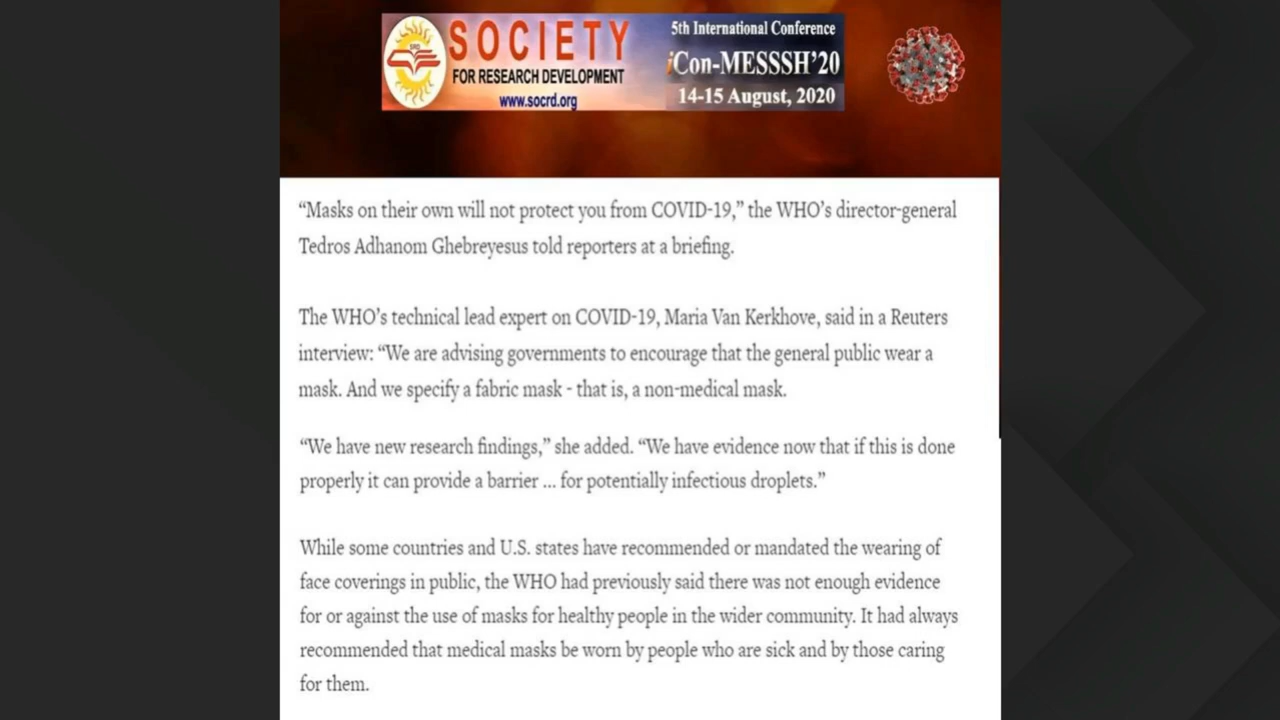 SRD
SOCIETY
FOR RESEARCH DEVELOPMENT
www.socrd.org
5th International Conference
iCon-MESSSH'20
14-15 August, 2020
“Masks on their own will not protect you from COVID-19,” the WHO’s director-general
Tedros Adhanom Ghebreyesus told reporters at a briefing.
The WHO’s technical lead expert on COVID-19, Maria Van Kerkhove, said in a Reuters
interview: “We are advising governments to encourage that the general public wear a
mask. And we specify a fabric mask - that is, a non-medical mask.
“We have new research findings,” she added. “We have evidence now that if this is done
properly it can provide a barrier ... for potentially infectious droplets.”
While some countries and U.S. states have recommended or mandated the wearing of
face coverings in public, the WHO had previously said there was not enough evidence
for or against the use of masks for healthy people in the wider community. It had always
recommended that medical masks be worn by people who are sick and by those caring
for them.